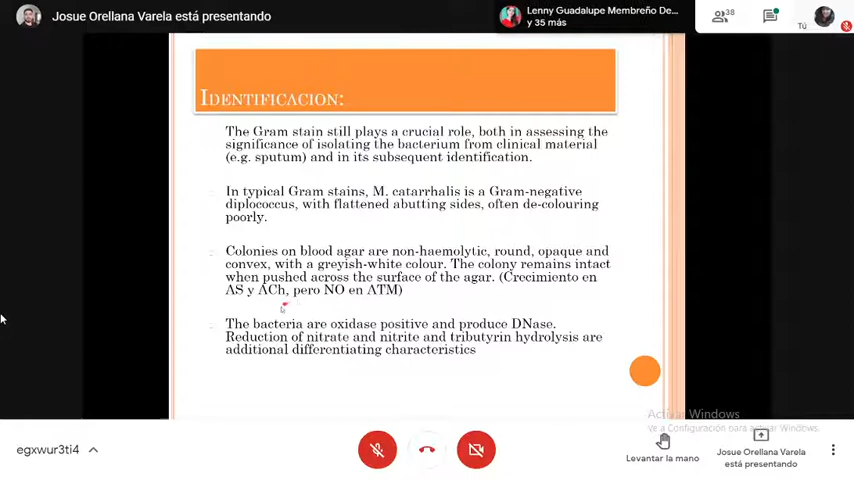 Josue Orellana Varela está presentando
Lenny Guadalupe Membreño De...
y 35 más
38
Tú
IDENTIFICACION:
The Gram stain still plays a crucial role, both in assessing the
significance of isolating the bacterium from clinical material
(e.g. sputum) and in its subsequent identification.
In typical Gram stains, M. catarrhalis is a Gram-negative
diplococcus, with flattened abutting sides, often de-colouring
poorly.
Colonies on blood agar are non-haemolytic, round, opaque and
convex, with a greyish-white colour. The colony remains intact
when pushed across the surface of the agar. (Crecimiento en
AS y ACh, pero NO en ATM)
The bacteria are oxidase positive and produce DNase.
Reduction of nitrate and nitrite and tributyrin hydrolysis are
additional differentiating characteristics
Activar Windows
Ve a Configuración para activar Windows.
egxwur3ti4
Levantar la mano
Josue Orellana Varela
está presentando